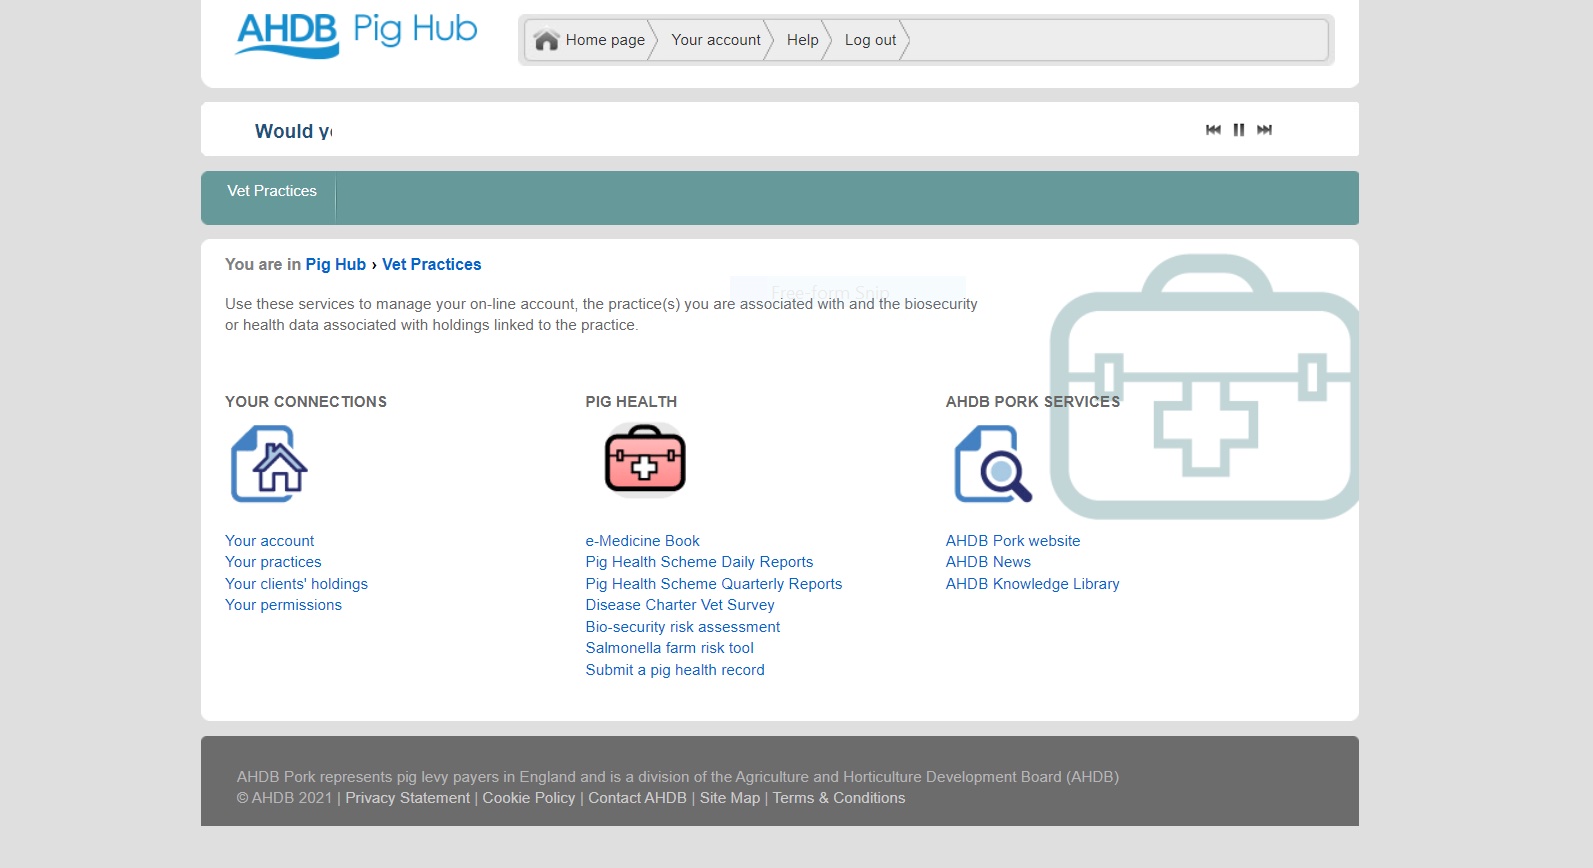 AHDB Pig Hub
Home page Your account Help Log out
Would
Vet Practices
You are in Pig Hub › Vet Practices
Free-form Snip
Use these services to manage your on-line account, the practice(s) you are associated with and the biosecurity
or health data associated with holdings linked to the practice.
YOUR CONNECTIONS
Your account
Your practices
Your clients' holdings
Your permissions
PIG HEALTH
e-Medicine Book
Pig Health Scheme Daily Reports
Pig Health Scheme Quarterly Reports
Disease Charter Vet Survey
Bio-security risk assessment
Salmonella farm risk tool
Submit a pig health record
AHDB PORK SERVICES
AHDB Pork website
AHDB News
AHDB Knowledge Library
AHDB Pork represents pig levy payers in England and is a division of the Agriculture and Horticulture Development Board (AHDB)
© AHDB 2021 | Privacy Statement | Cookie Policy | Contact AHDB | Site Map | Terms & Conditions